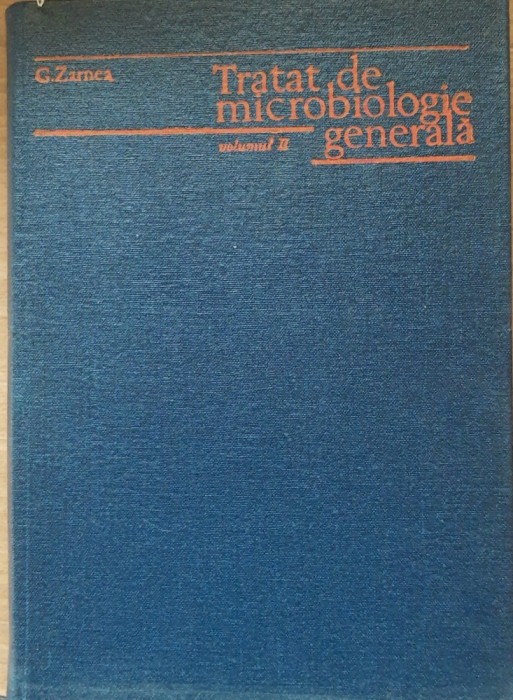 G. Zarnea
Tratat de
microbiologie
generală
volumul II